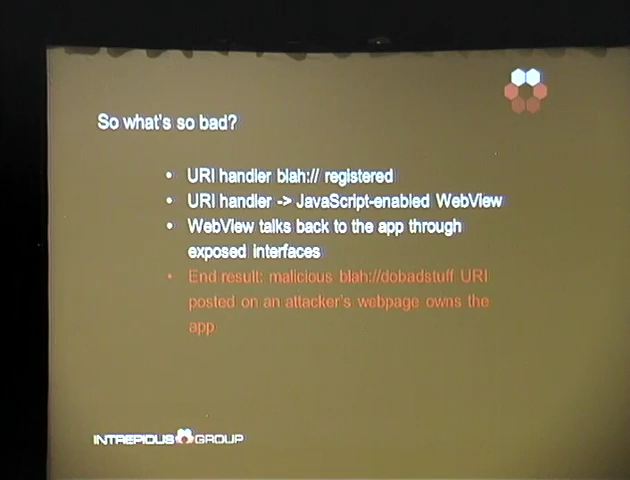 So what's so bad?
• URI handler blah:// registered
• URI handler -> JavaScript-enabled WebView
• WebView talks back to the app through
exposed interfaces
• End result: malicious blah://dobadstuff URI
posted on an attacker's webpage owns the
app
INTREPIDUS GROUP